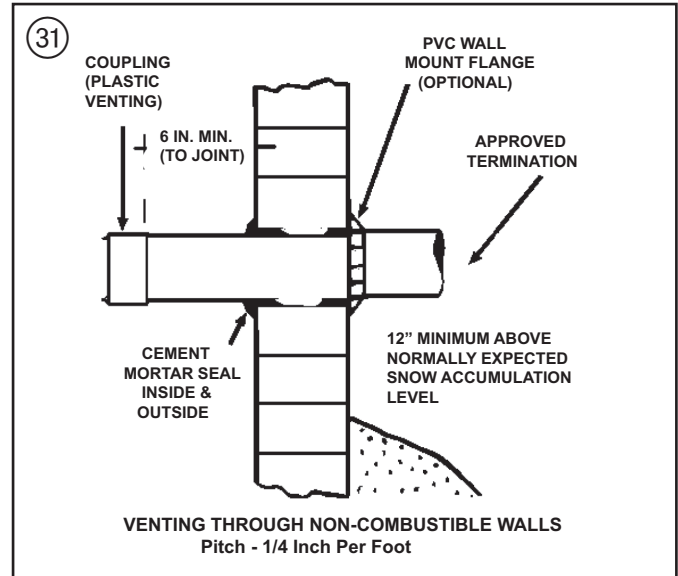 31
COUPLING
(PLASTIC
VENTING)
6 IN. MIN.
(TO JOINT)
PVC WALL
MOUNT FLANGE
(OPTIONAL)
APPROVED
TERMINATION
CEMENT
MORTAR SEAL
INSIDE &
OUTSIDE
12” MINIMUM ABOVE
NORMALLY EXPECTED
SNOW ACCUMULATION
LEVEL
VENTING THROUGH NON-COMBUSTIBLE WALLS
Pitch - 1/4 Inch Per Foot